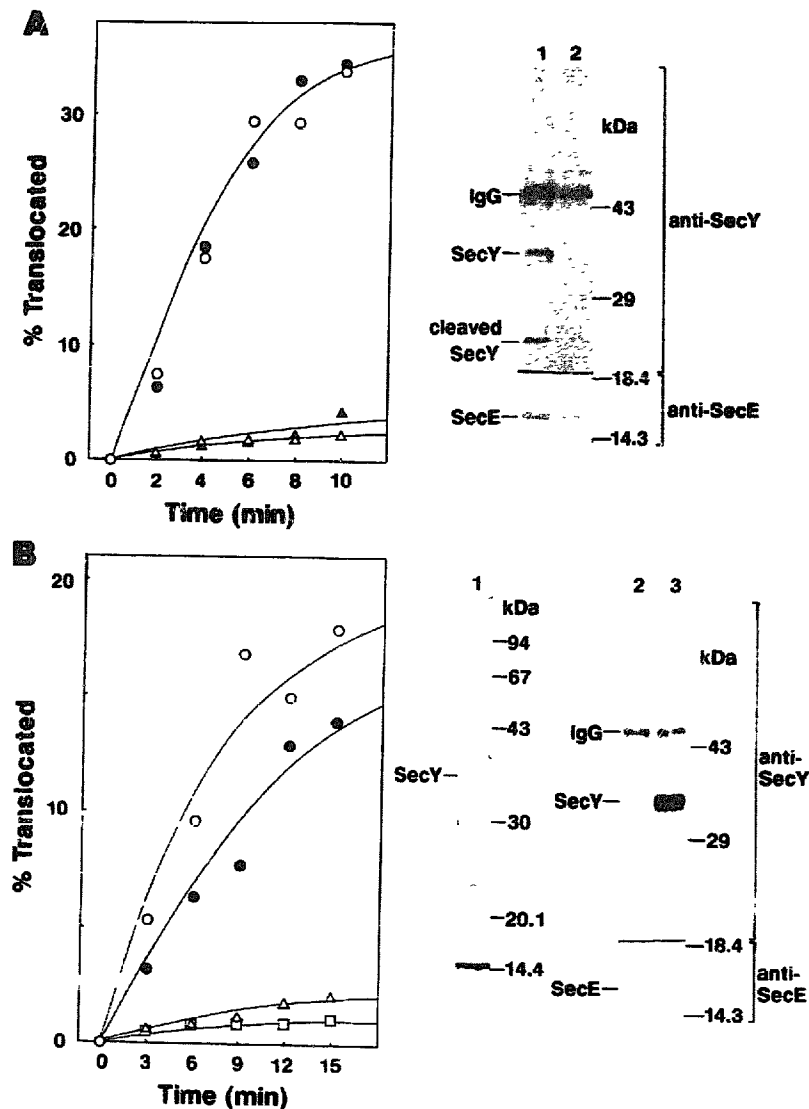 A
% Translocated
30
20
10
0
0 2 4 6 8 10
Time (min)
1 2
kDa
IgG
43
SecY
anti-SecY
29
cleaved
SecY
18.4
SecE
anti-SecE
14.3
B
% Translocated
20
10
0
0 3 6 9 12 15
Time (min)
1
kDa
94
67
43
SecY
30
20.1
14.4
2 3
kDa
IgG
43
anti-
SecY
SecY
29
18.4
SecE
anti-
SecE
14.3